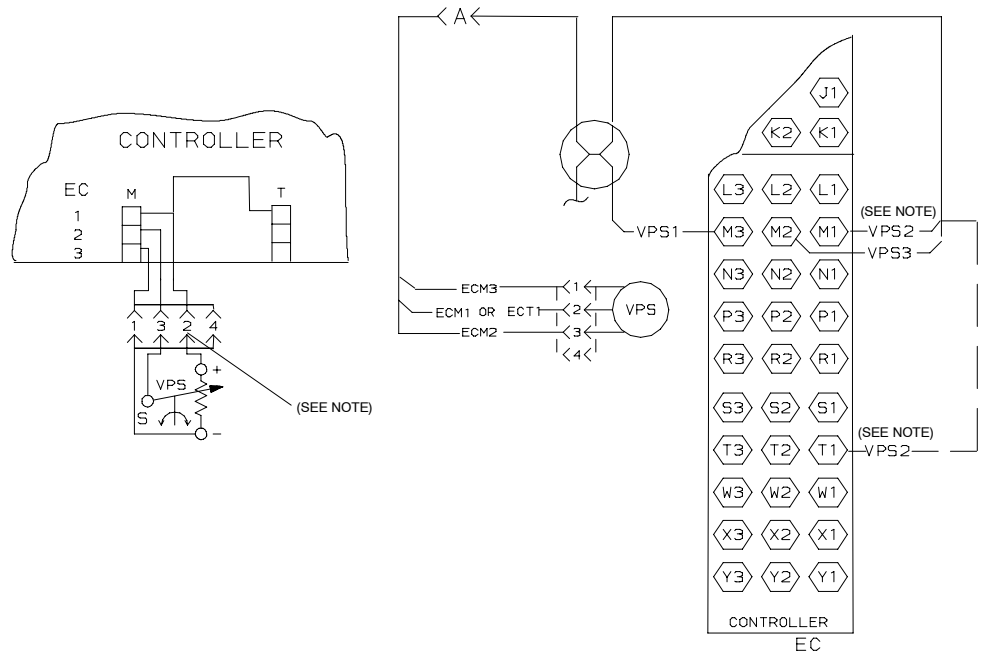 A
J1
K2 K1
CONTROLLER
EC M T
1
2
3
L3 L2 L1
(SEE NOTE)
VPS1 M3 M2 M1 VPS2
VPS3
N3 N2 N1
ECM3 1
ECM1 OR ECT1 2 VPS
ECM2 3
4
P3 P2 P1
1 3 2 4
R3 R2 R1
+
VPS
S
-
(SEE NOTE)
S3 S2 S1
(SEE NOTE)
T3 T2 T1 VPS2
W3 W2 W1
X3 X2 X1
Y3 Y2 Y1
CONTROLLER
EC